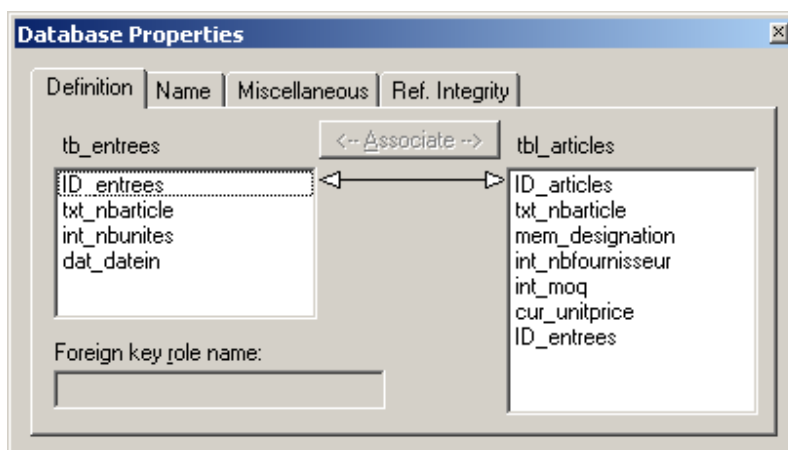 Database Properties
Definition Name Miscellaneous Ref. Integrity
tb_entrees <-- Associate --> tbl_articles
ID_entrees
txt_nbarticle
int_nbunites
dat_datein
ID_articles
txt_nbarticle
mem_designation
int_nbfournisseur
int_moq
cur_unitprice
ID_entrees
Foreign key role name: